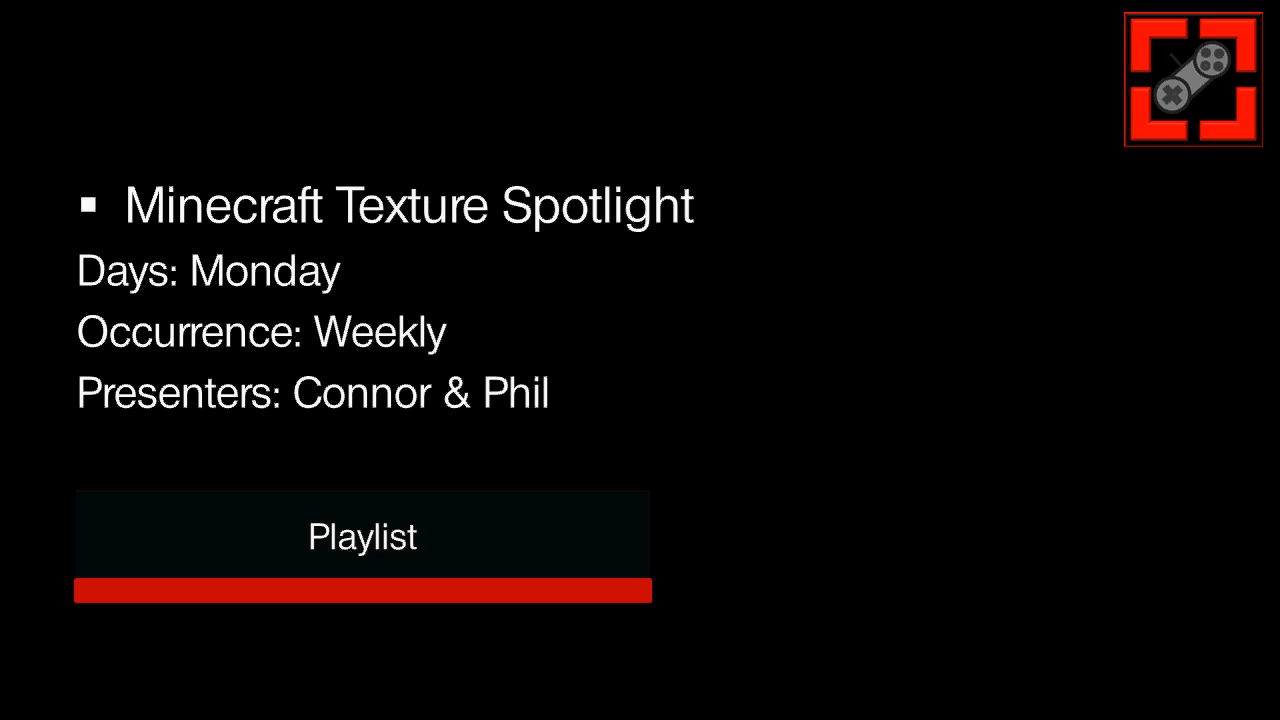 ▪ Minecraft Texture Spotlight
Days: Monday
Occurrence: Weekly
Presenters: Connor & Phil
Playlist